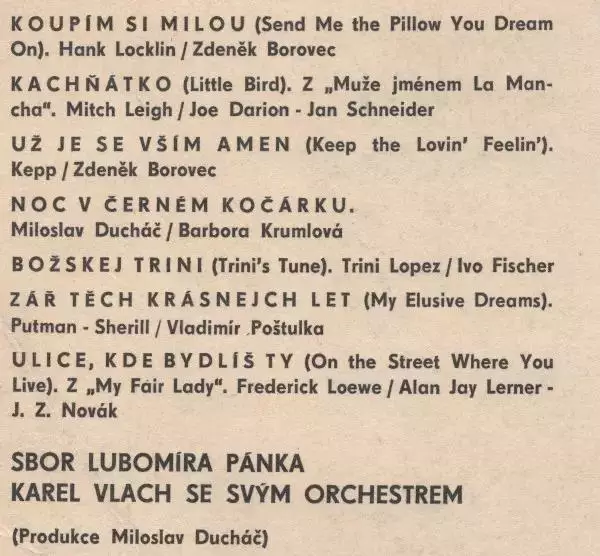 KOUPÍM SI MILOU (Send Me the Pillow You Dream
On). Hank Locklin / Zdeněk Borovec
KACHŇÁTKO (Little Bird). Z „Muže jménem La Man-
cha". Mitch Leigh / Joe Darion - Jan Schneider
UŽ JE SE VŠÍM AMEN (Keep the Lovin' Feelin').
Kepp / Zdeněk Borovec
NOC V ČERNÉM KOČÁRKU.
Miloslav Ducháč / Barbora Krumlová
BOŽSKEJ TRINI (Trini's Tune). Trini Lopez / Ivo Fischer
ZÁŘ TĚCH KRÁSNEJCH LET (My Elusive Dreams).
Putman - Sherill / Vladimír Poštulka
ULICE, KDE BYDLÍŠ TY (On the Street Where You
Live). Z „My Fair Lady". Frederick Loewe / Alan Jay Lerner -
J. Z. Novák
SBOR LUBOMÍRA PÁNKA
KAREL VLACH SE SVÝM ORCHESTREM
(Produkce Miloslav Ducháč)